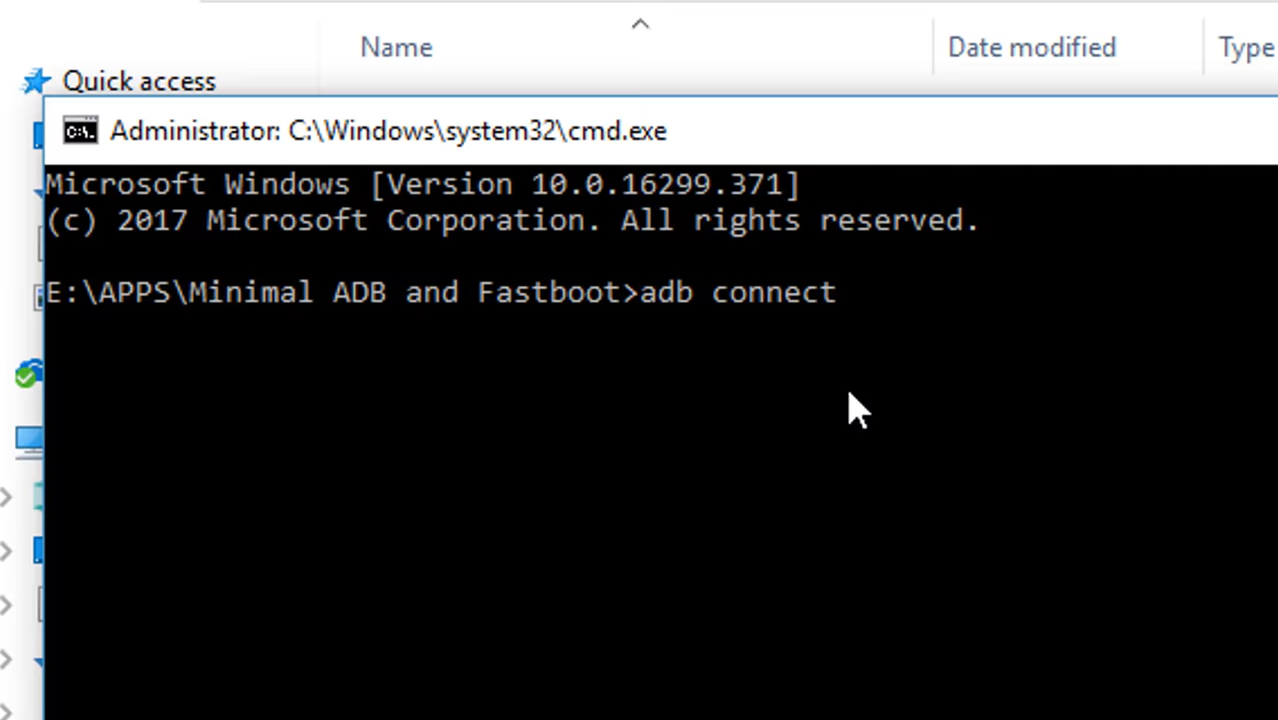 Name Date modified Type
Quick access
Administrator: C:\Windows\system32\cmd.exe
Microsoft Windows [Version 10.0.16299.371]
(c) 2017 Microsoft Corporation. All rights reserved.
E:\APPS\Minimal ADB and Fastboot>adb connect